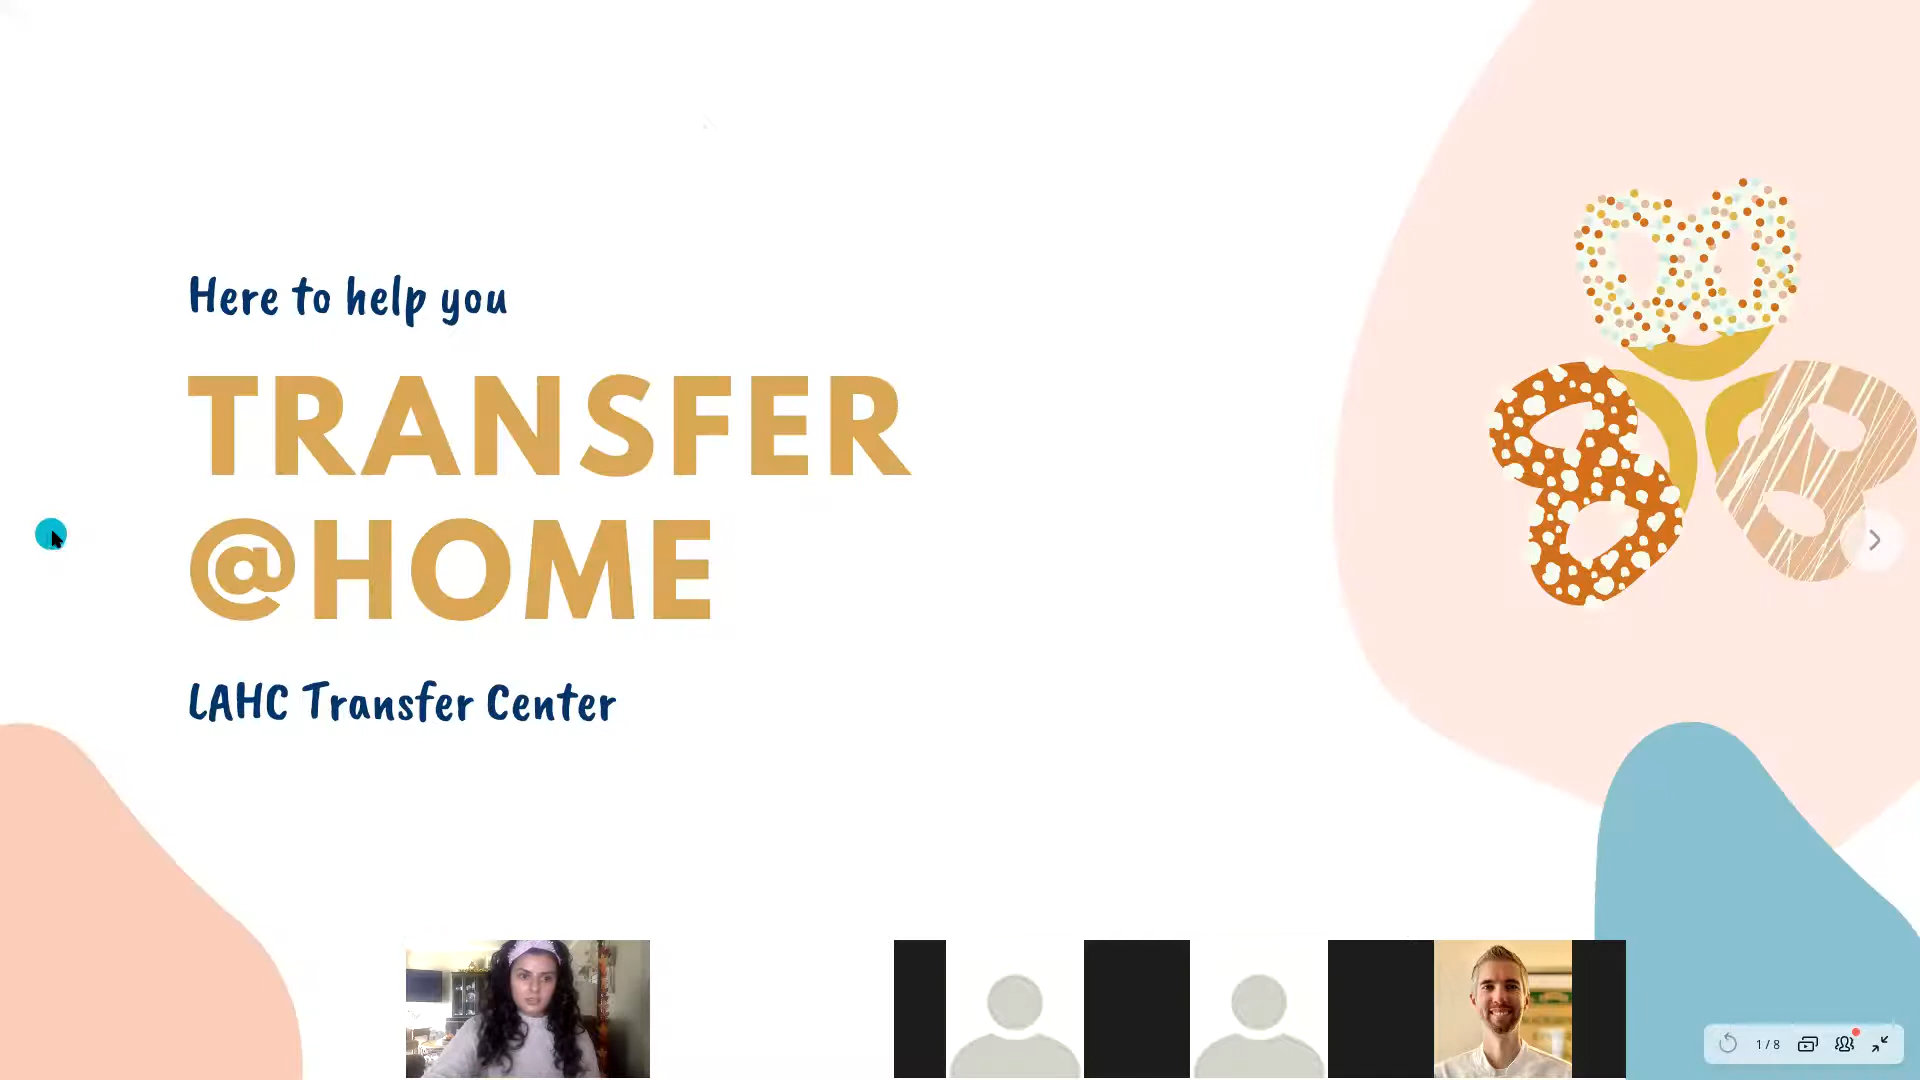 Here to help you
TRANSFER
@HOME
LAHC Transfer Center
1 / 8